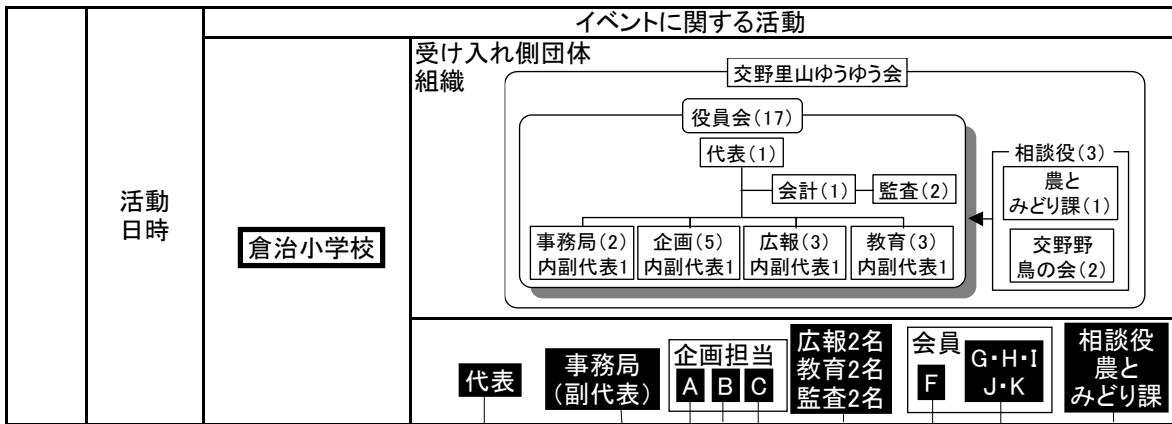 イベントに関する活動
活動
日時
倉治小学校
受け入れ側団体
組織
交野里山ゆうゆう会
役員会(17)
代表(1)
会計(1)
監査(2)
事務局(2)
内副代表1
企画(5)
内副代表1
広報(3)
内副代表1
教育(3)
内副代表1
相談役(3)
農と
みどり課(1)
交野野
鳥の会(2)
代表
事務局
(副代表)
企画担当
A B C
広報2名
教育2名
監査2名
会員
F
G・H・I
J・K
相談役
農と
みどり課